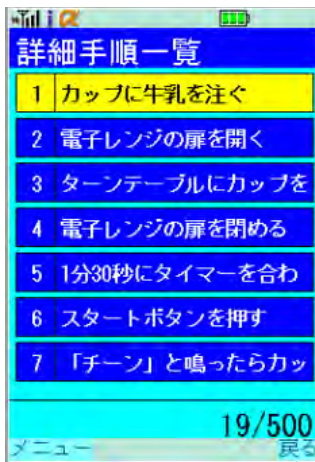 詳細手順一覧
1 カップに牛乳を注ぐ
2 電子レンジの扉を開く
3 ターンテーブルにカップを
4 電子レンジの扉を閉める
5 1分30秒にタイマーを合わ
6 スタートボタンを押す
7 「チーン」と鳴ったらカッ
19/500
メニュー 戻る